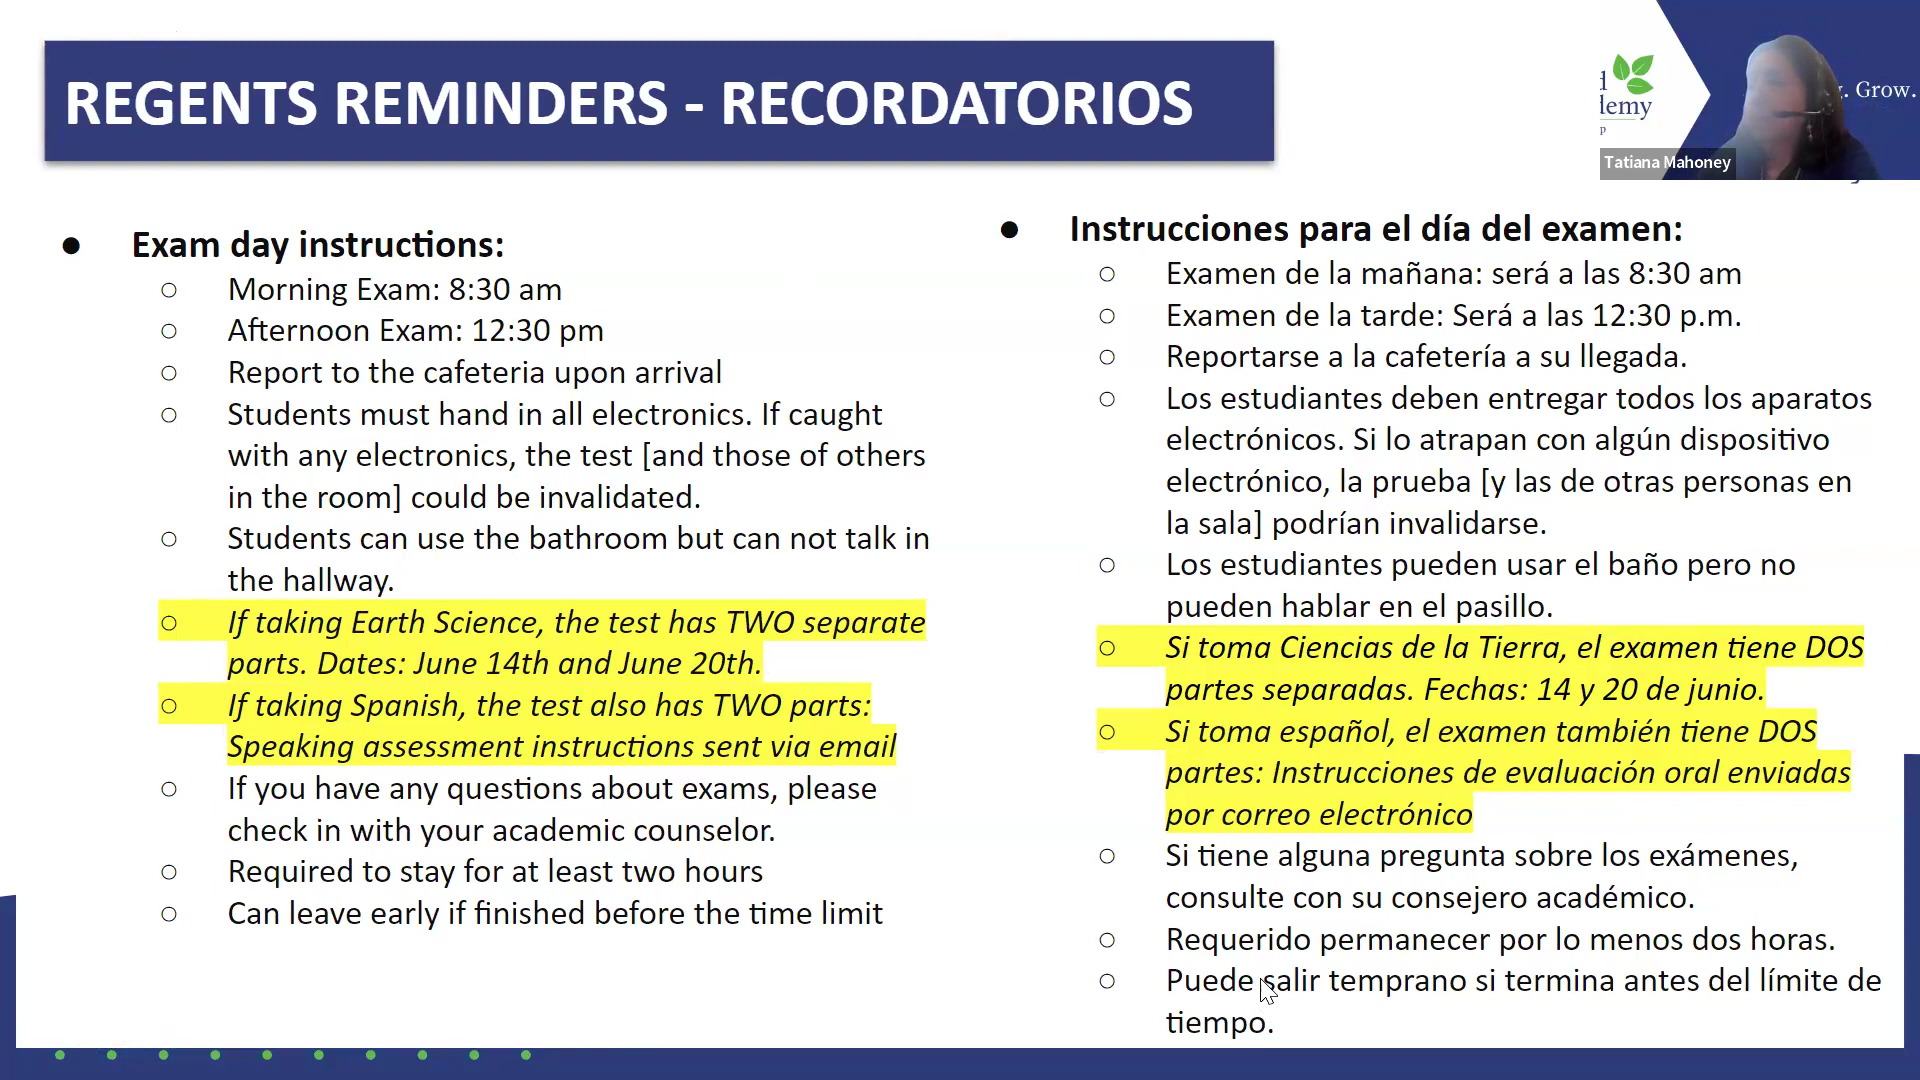 REGENTS REMINDERS - RECORDATORIOS
demy
. Grow.
Tatiana Mahoney
● Exam day instructions:
○ Morning Exam: 8:30 am
○ Afternoon Exam: 12:30 pm
○ Report to the cafeteria upon arrival
○ Students must hand in all electronics. If caught
with any electronics, the test [and those of others
in the room] could be invalidated.
○ Students can use the bathroom but can not talk in
the hallway.
○ If taking Earth Science, the test has TWO separate
parts. Dates: June 14th and June 20th.
○ If taking Spanish, the test also has TWO parts:
Speaking assessment instructions sent via email
○ If you have any questions about exams, please
check in with your academic counselor.
○ Required to stay for at least two hours
○ Can leave early if finished before the time limit
● Instrucciones para el día del examen:
○ Examen de la mañana: será a las 8:30 am
○ Examen de la tarde: Será a las 12:30 p.m.
○ Reportarse a la cafetería a su llegada.
○ Los estudiantes deben entregar todos los aparatos
electrónicos. Si lo atrapan con algún dispositivo
electrónico, la prueba [y las de otras personas en
la sala] podrían invalidarse.
○ Los estudiantes pueden usar el baño pero no
pueden hablar en el pasillo.
○ Si toma Ciencias de la Tierra, el examen tiene DOS
partes separadas. Fechas: 14 y 20 de junio.
○ Si toma español, el examen también tiene DOS
partes: Instrucciones de evaluación oral enviadas
por correo electrónico
○ Si tiene alguna pregunta sobre los exámenes,
consulte con su consejero académico.
○ Requerido permanecer por lo menos dos horas.
○ Puede salir temprano si termina antes del límite de
tiempo.